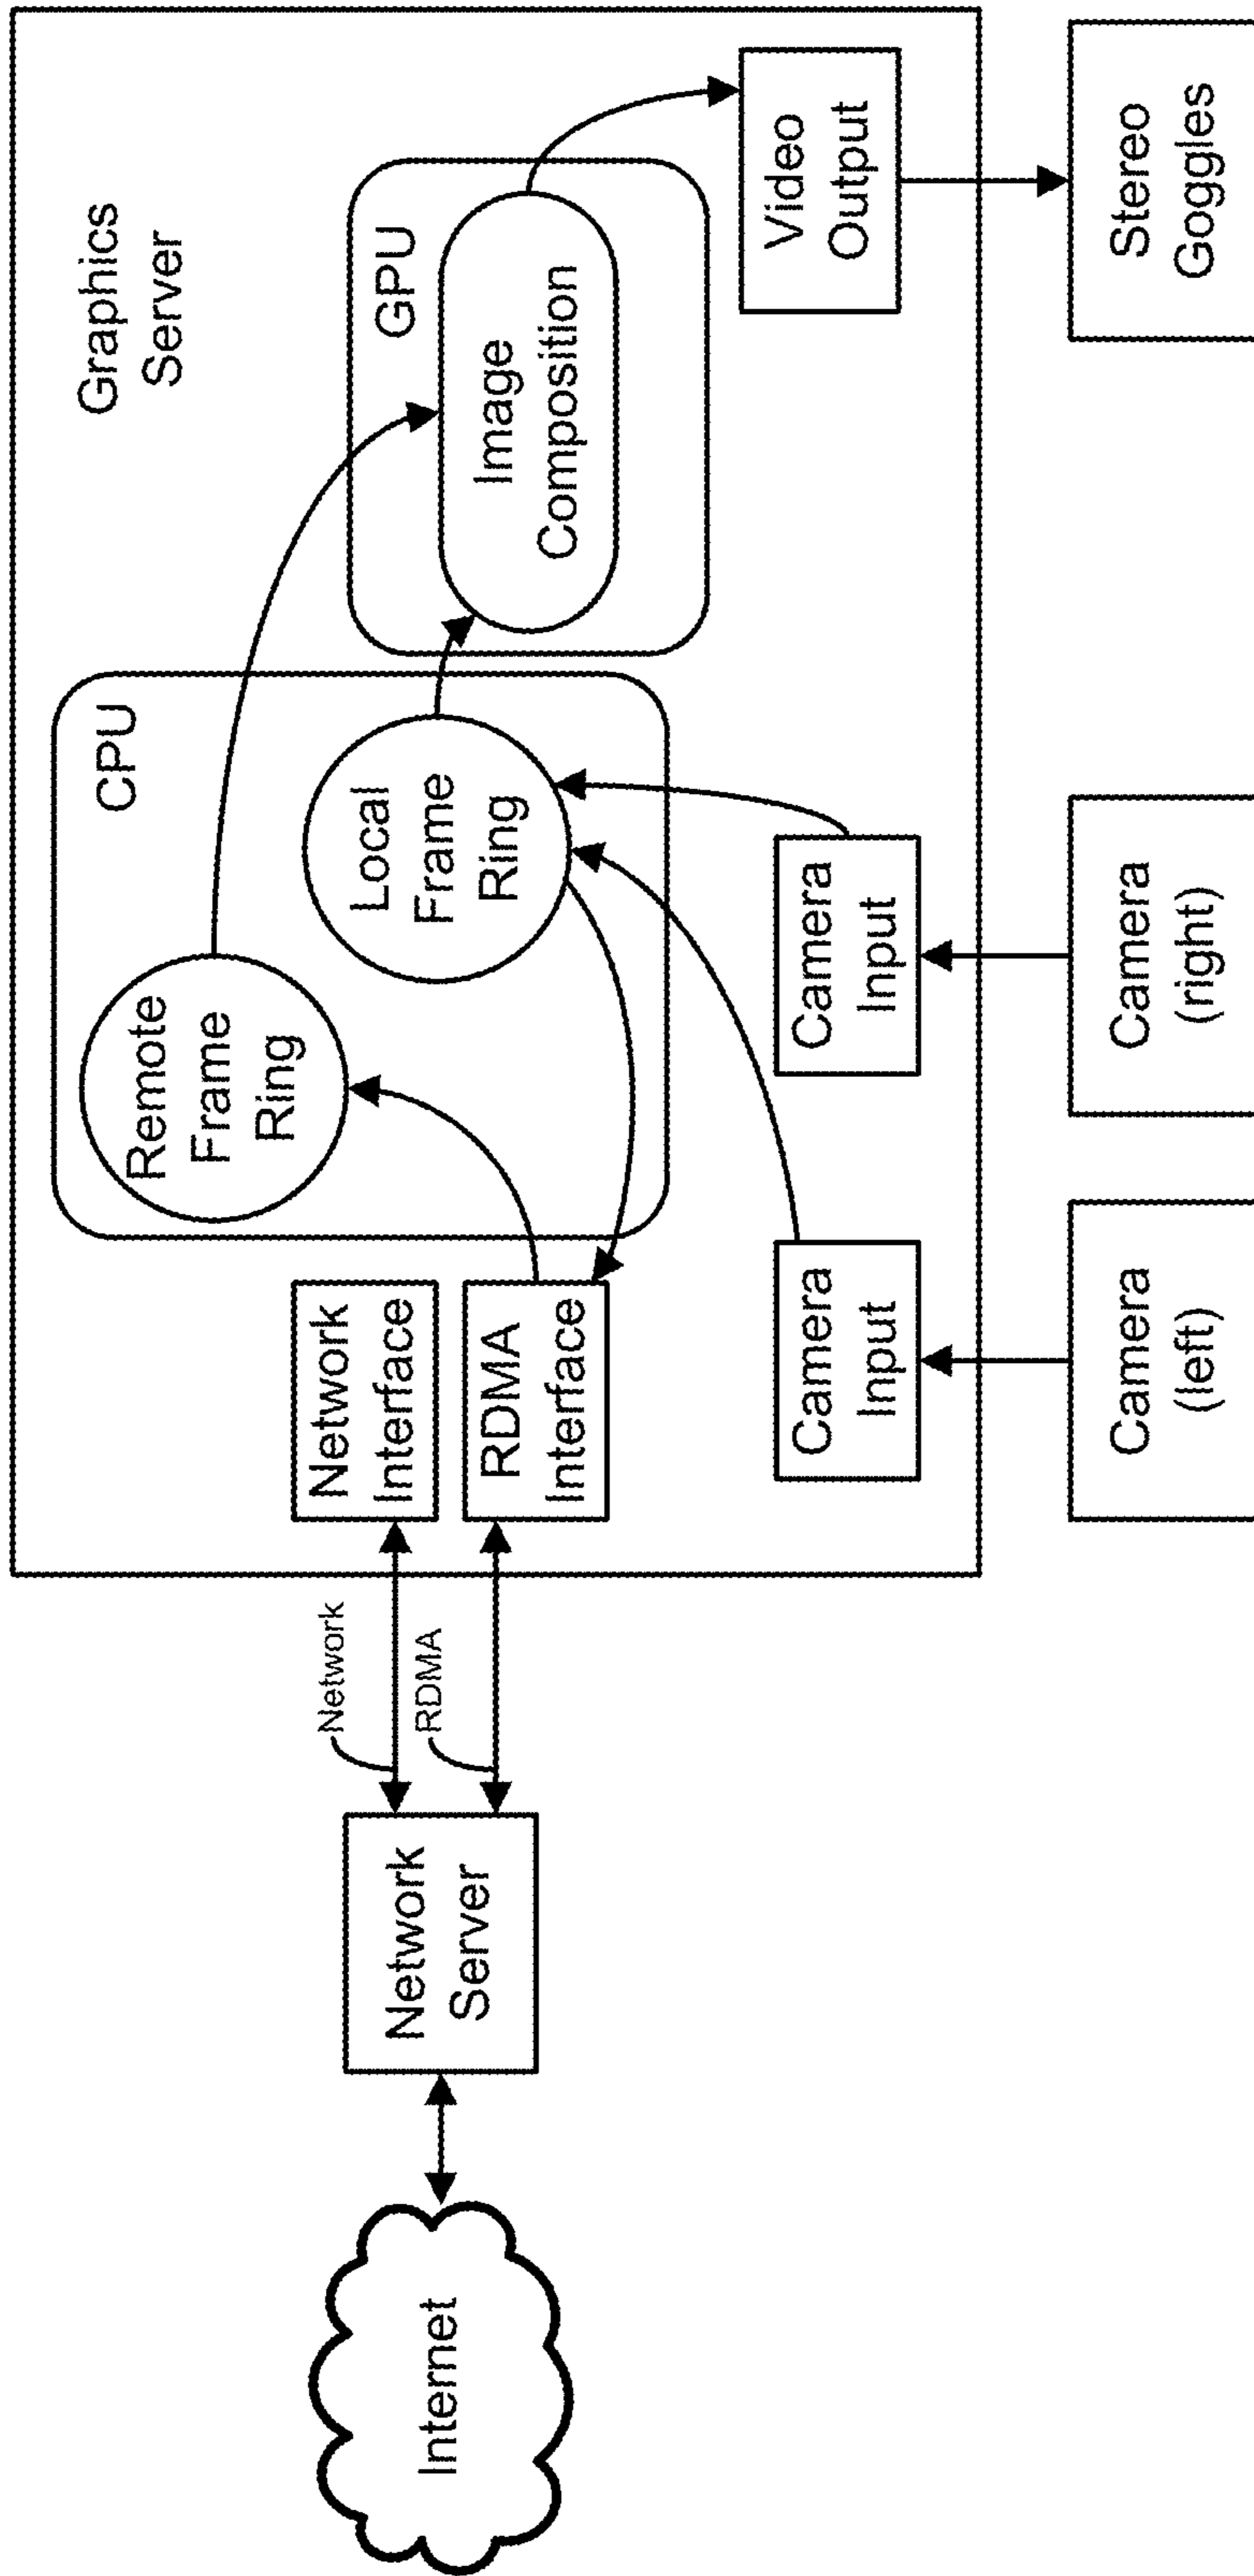 Graphics
Server
CPU
GPU
Remote
Frame
Ring
Local
Frame
Ring
Image
Composition
Network
Interface
RDMA
Interface
Network
RDMA
Network
Server
Internet
Camera
Input
Camera
Input
Video
Output
Camera
(left)
Camera
(right)
Stereo
Goggles